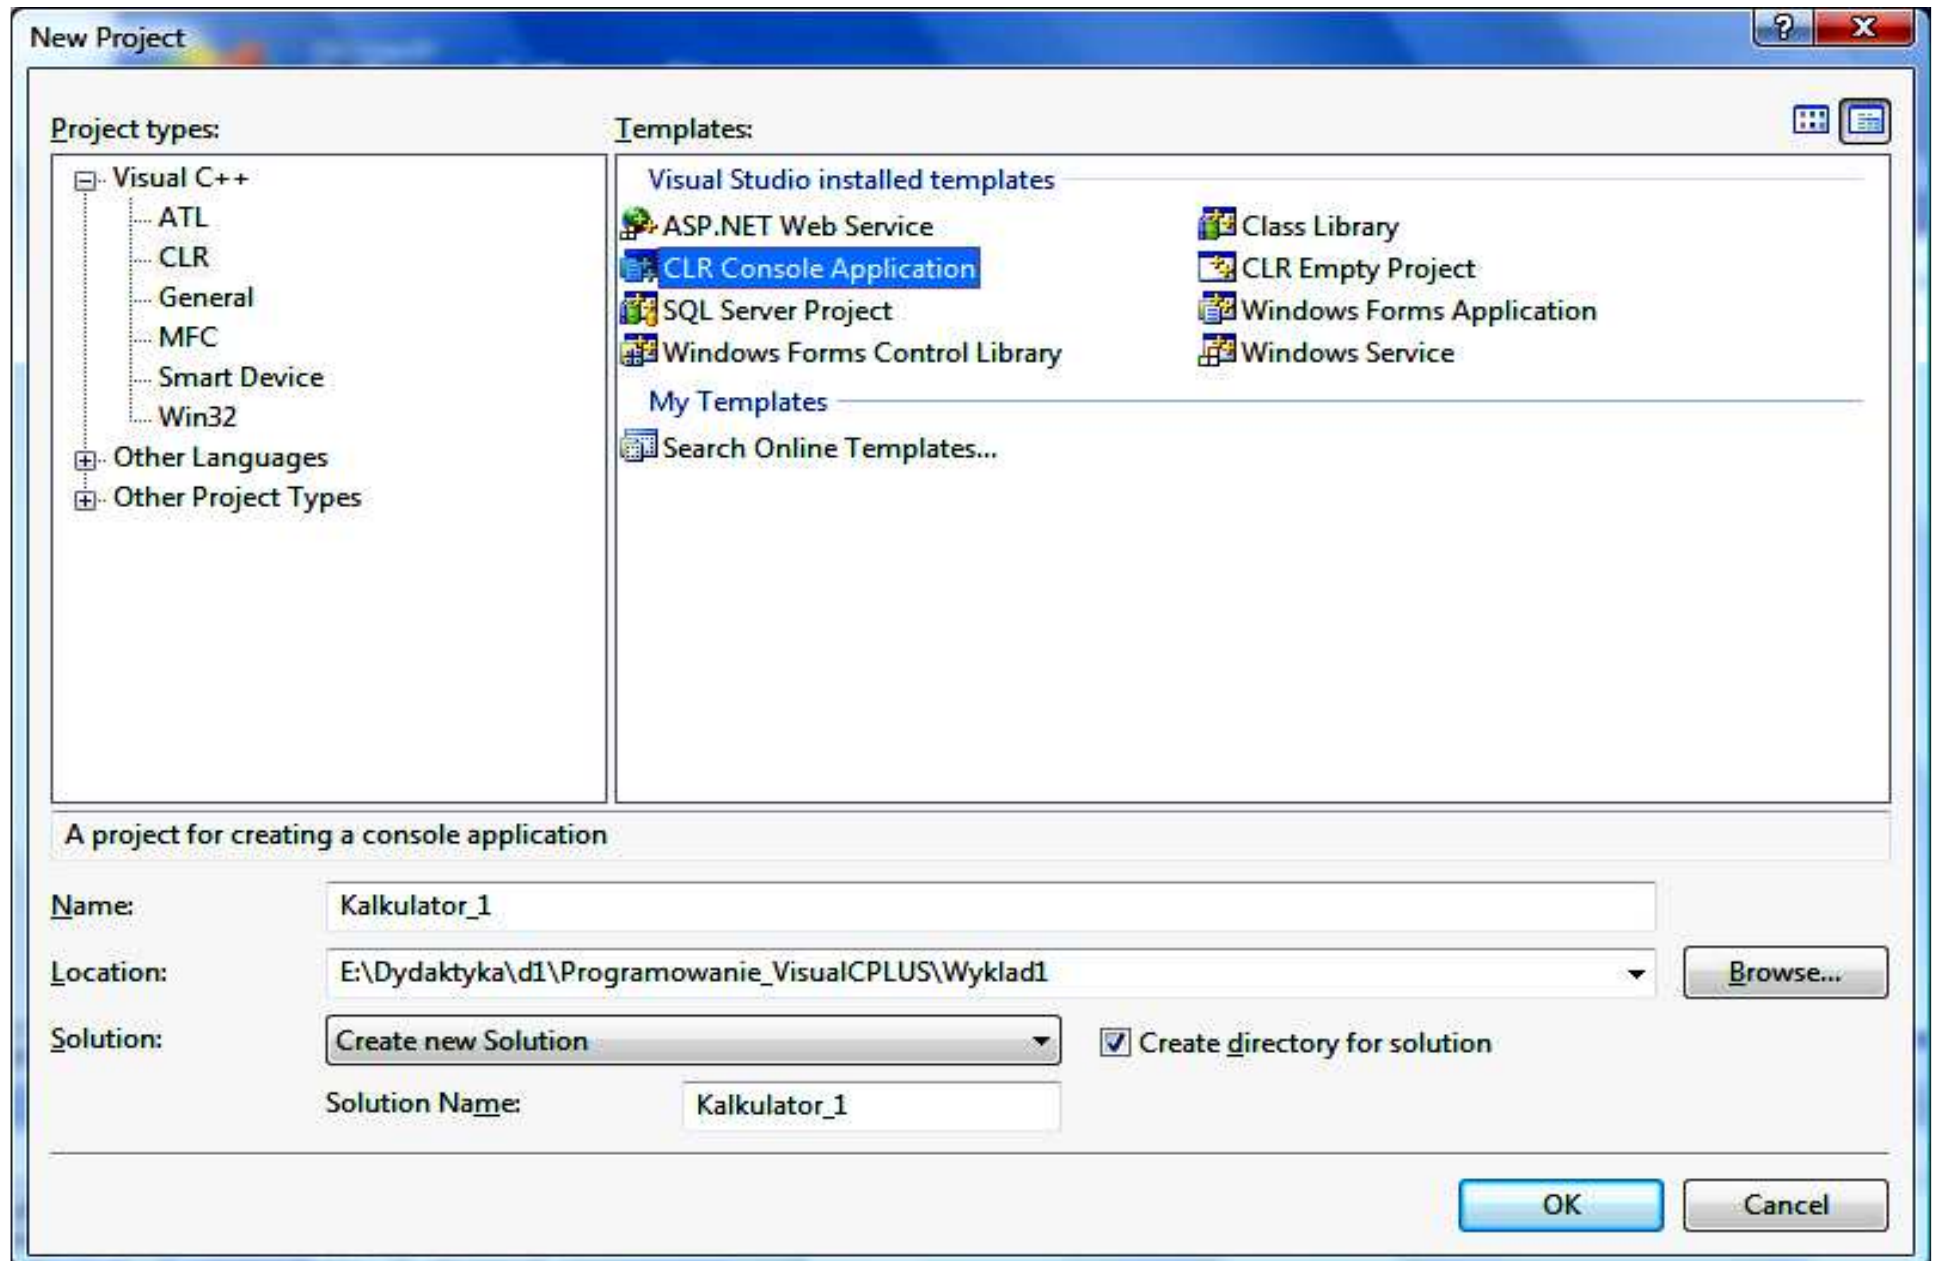 New Project
Project types:
Visual C++
ATL
CLR
General
MFC
Smart Device
Win32
Other Languages
Other Project Types
Templates:
Visual Studio installed templates
ASP.NET Web Service
Class Library
CLR Console Application
CLR Empty Project
SQL Server Project
Windows Forms Application
Windows Forms Control Library
Windows Service
My Templates
Search Online Templates...
A project for creating a console application
Name: Kalkulator_1
Location: E:\Dydaktyka\d1\Programowanie_VisualCPLUS\Wyklad1 Browse...
Solution: Create new Solution Create directory for solution
Solution Name: Kalkulator_1
OK Cancel